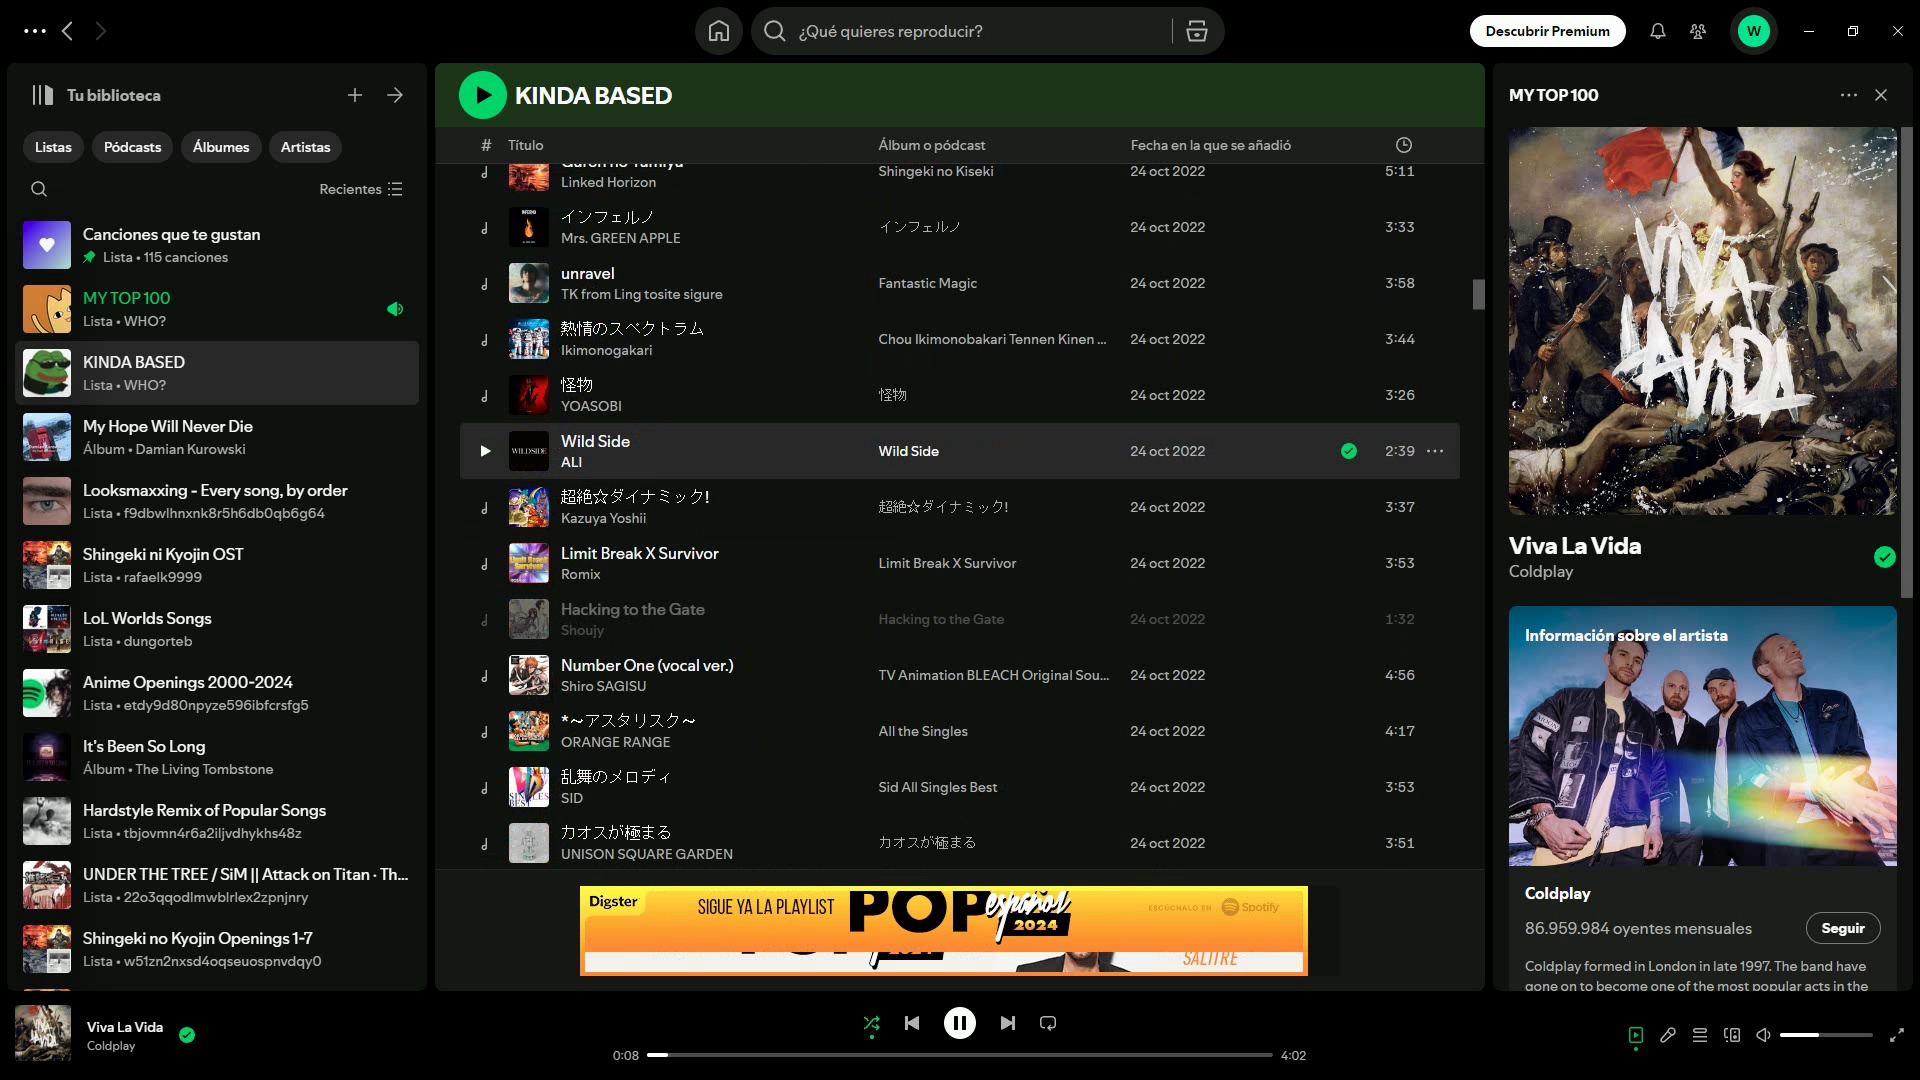 ¿Qué quieres reproducir?
Descubrir Premium
W
Tu biblioteca
Listas
Pódcasts
Álbumes
Artistas
Recientes
Canciones que te gustan
Lista • 115 canciones
MY TOP 100
Lista • WHO?
KINDA BASED
Lista • WHO?
My Hope Will Never Die
Álbum • Damian Kurowski
Looksmaxxing - Every song, by order
Lista • f9dbwlhnxnk8r5h6db0qb6g64
Shingeki ni Kyojin OST
Lista • rafaelk9999
LoL Worlds Songs
Lista • dungorteb
Anime Openings 2000-2024
Lista • etdy9d80npyze596ibfcrsfg5
It's Been So Long
Álbum • The Living Tombstone
Hardstyle Remix of Popular Songs
Lista • tbjovmn4r6a2iljvdhykhs48z
UNDER THE TREE / SiM || Attack on Titan · Th...
Lista • 22o3qqodlmwblrlex2zpnjnry
Shingeki no Kyojin Openings 1-7
Lista • w51zn2nxsd4oqseuospnvdqy0
KINDA BASED
# Título Álbum o pódcast Fecha en la que se añadió
Linked Horizon Shingeki no Kiseki 24 oct 2022 5:11
インフェルノ
Mrs. GREEN APPLE インフェルノ 24 oct 2022 3:33
unravel
TK from Ling tosite sigure Fantastic Magic 24 oct 2022 3:58
熱情のスペクトラム
Ikimonogakari Chou Ikimonobakari Tennen Kinen ... 24 oct 2022 3:44
怪物
YOASOBI 怪物 24 oct 2022 3:26
WILDSIDE
Wild Side
ALI Wild Side 24 oct 2022 2:39
超絶☆ダイナミック!
Kazuya Yoshii 超絶☆ダイナミック! 24 oct 2022 3:37
Limit Break X Survivor
Romix Limit Break X Survivor 24 oct 2022 3:53
Hacking to the Gate
Shoujy Hacking to the Gate 24 oct 2022 1:32
Number One (vocal ver.)
Shiro SAGISU TV Animation BLEACH Original Sou... 24 oct 2022 4:56
*～アスタリスク～
ORANGE RANGE All the Singles 24 oct 2022 4:17
乱舞のメロディ
SID Sid All Singles Best 24 oct 2022 3:53
カオスが極まる
UNISON SQUARE GARDEN カオスが極まる 24 oct 2022 3:51
Digster
SIGUE YA LA PLAYLIST
POP español 2024
ESCÚCHALO EN Spotify
SALITRE
MY TOP 100
VIVA LA VIDA
Viva La Vida
Coldplay
Información sobre el artista
Coldplay
86.959.984 oyentes mensuales
Seguir
Coldplay formed in London in late 1997. The band have
gone on to become one of the most popular acts in the
Viva La Vida
Coldplay
0:08
4:02